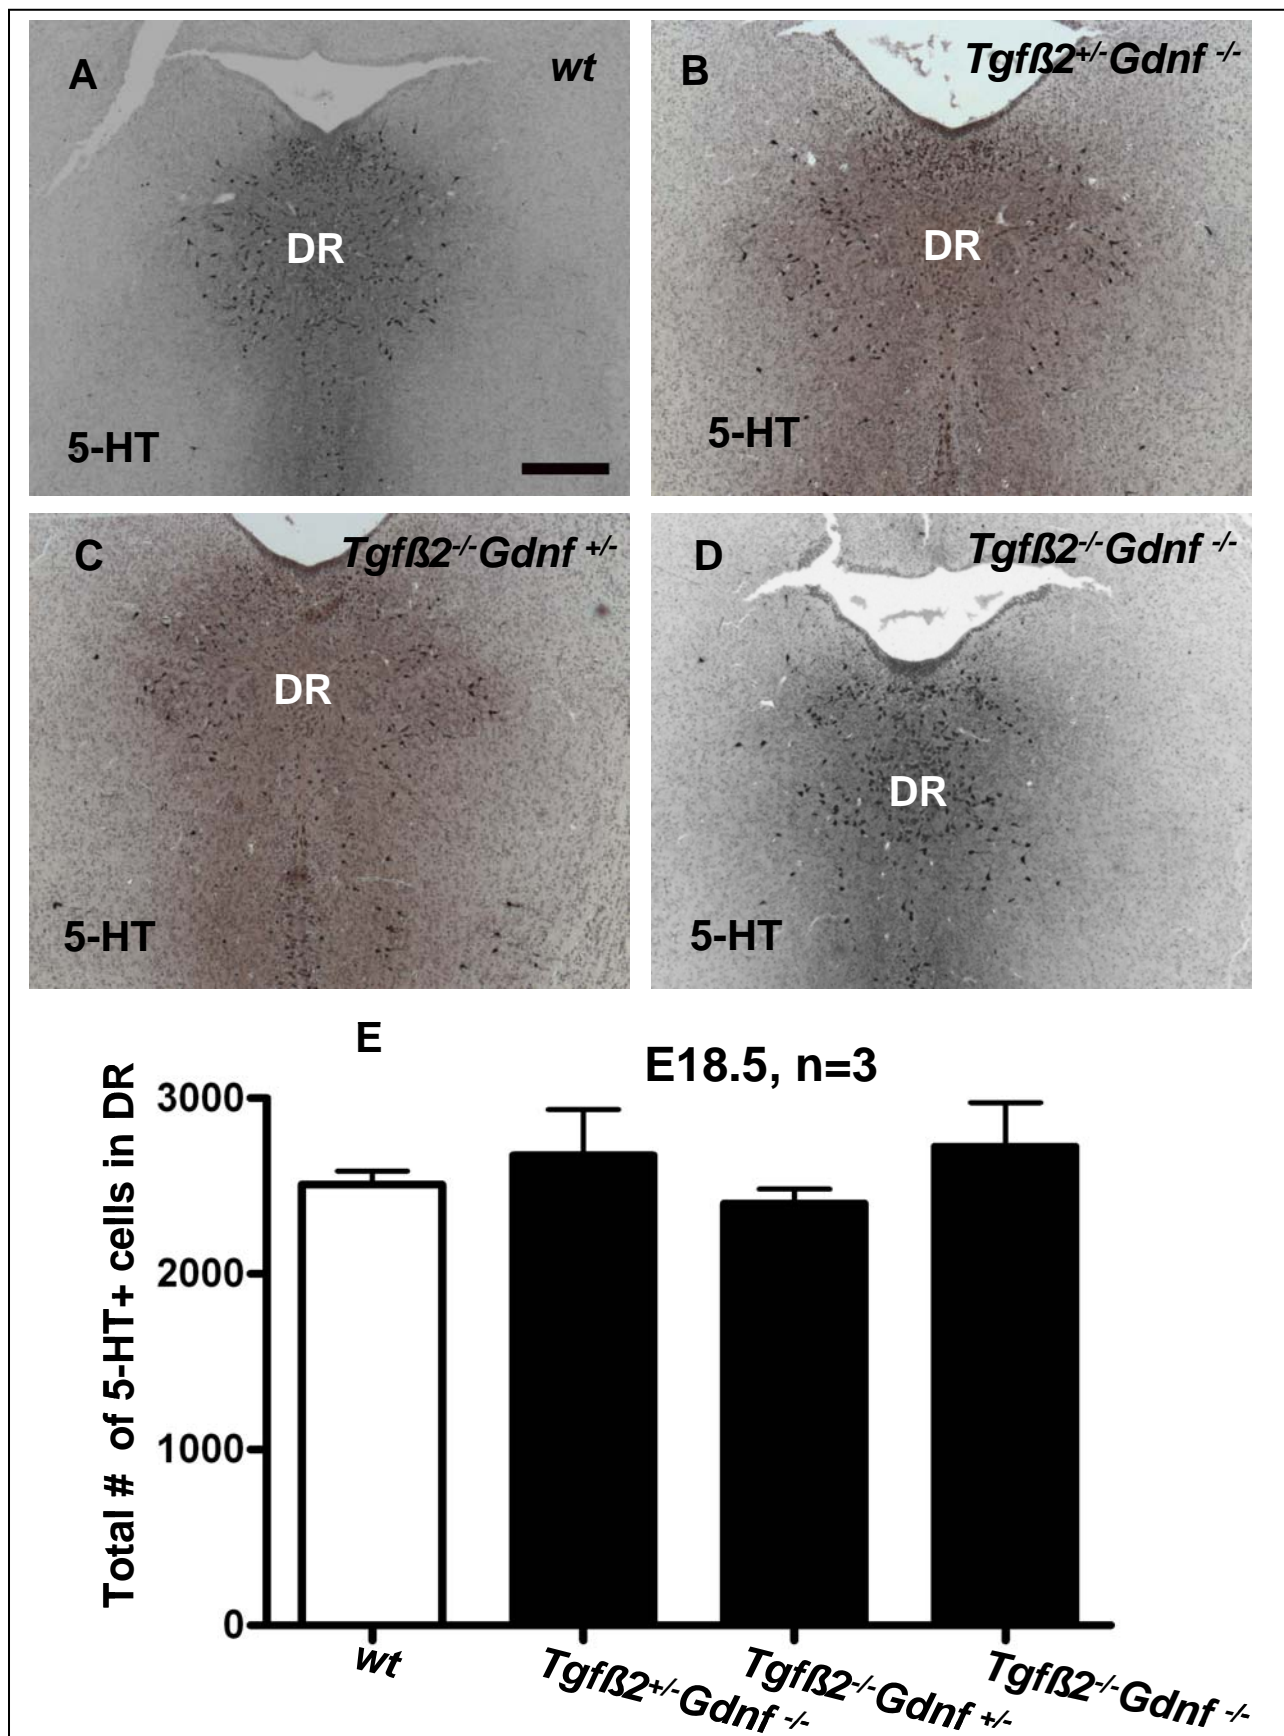 A
wt
DR
5-HT
B
Tgfß2+/-Gdnf -/-
DR
5-HT
C
Tgfß2-/-Gdnf +/-
DR
5-HT
D
Tgfß2-/-Gdnf -/-
DR
5-HT
E
E18.5, n=3
Total # of 5-HT+ cells in DR
3000
2000
1000
0
wt
Tgfß2+/-Gdnf -/-
Tgfß2-/-Gdnf +/-
Tgfß2-/-Gdnf -/-